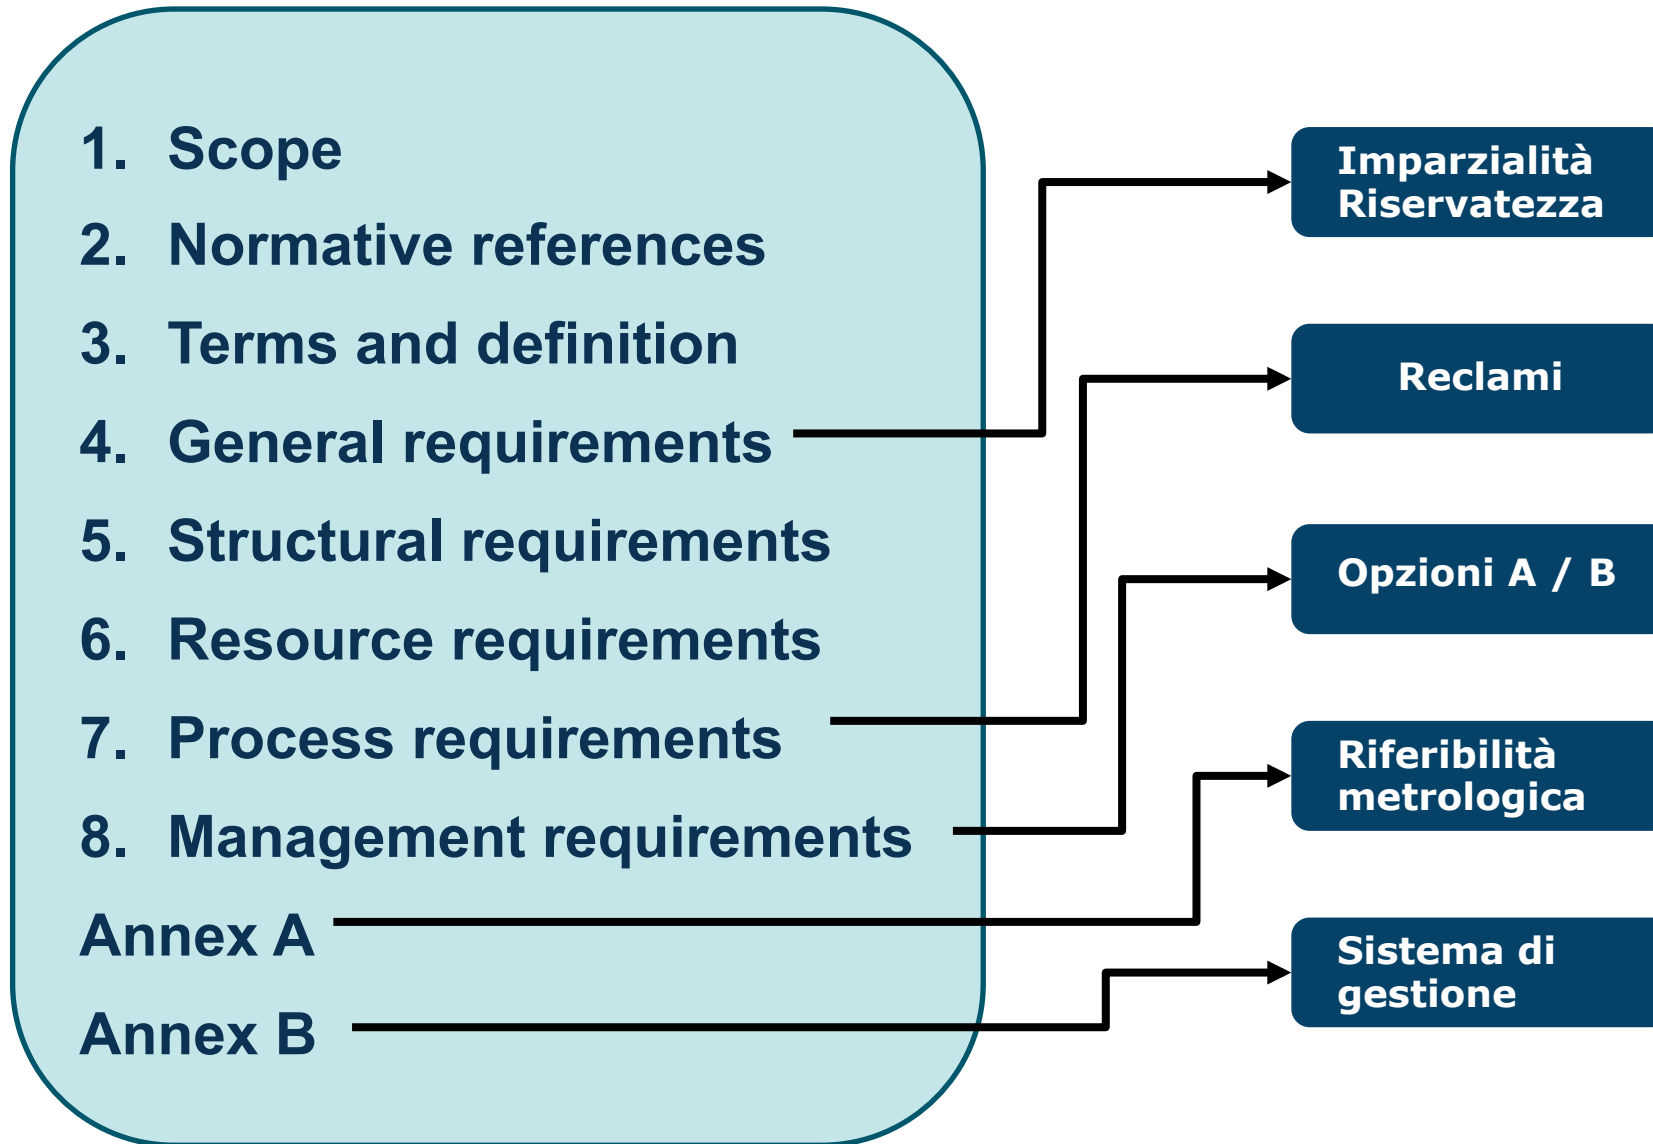 1. Scope
2. Normative references
3. Terms and definition
4. General requirements
5. Structural requirements
6. Resource requirements
7. Process requirements
8. Management requirements
Annex A
Annex B
Imparzialità
Riservatezza
Reclami
Opzioni A / B
Riferibilità
metrologica
Sistema di
gestione